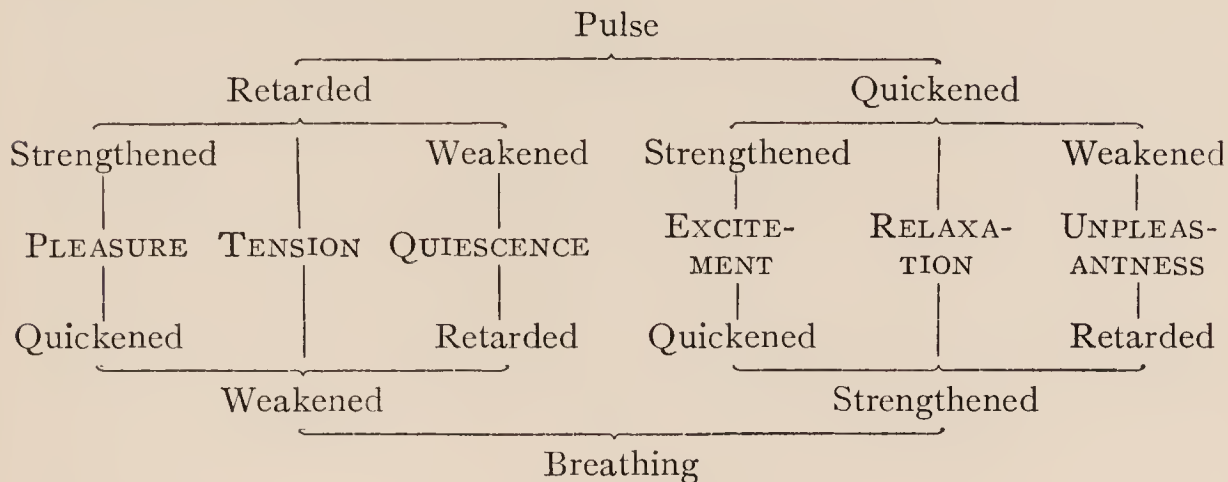 Pulse
Retarded Quickened
Strengthened Weakened Strengthened Weakened
PLEASURE TENSION QUIESCENCE EXCITE- RELAXA- UNPLEAS-
MENT TION ANTNESS
Quickened Retarded Quickened Retarded
Weakened Strengthened
Breathing